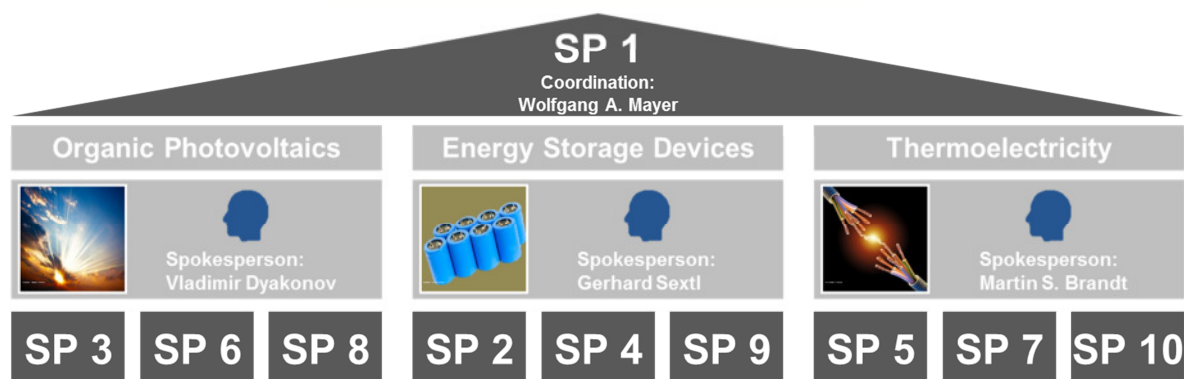 SP 1
Coordination:
Wolfgang A. Mayer
Organic Photovoltaics
Energy Storage Devices
Thermoelectricity
Spokesperson:
Vladimir Dyakonov
Spokesperson:
Gerhard Sextl
Spokesperson:
Martin S. Brandt
SP 3
SP 6
SP 8
SP 2
SP 4
SP 9
SP 5
SP 7
SP 10